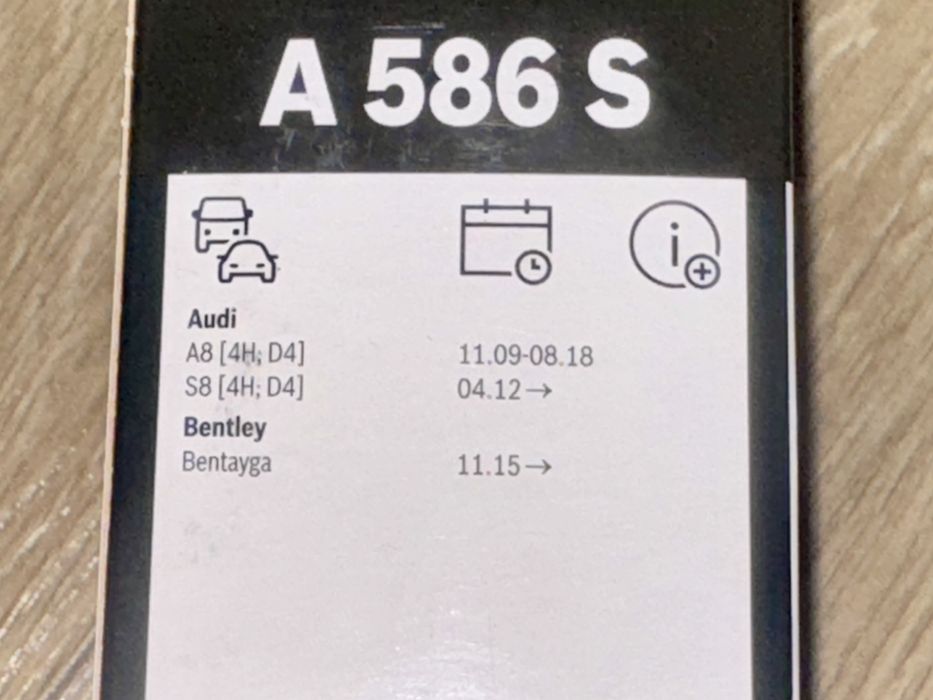 A 586 S
Audi
A8 [4H; D4] 11.09-08.18
S8 [4H; D4] 04.12→
Bentley
Bentayga 11.15→